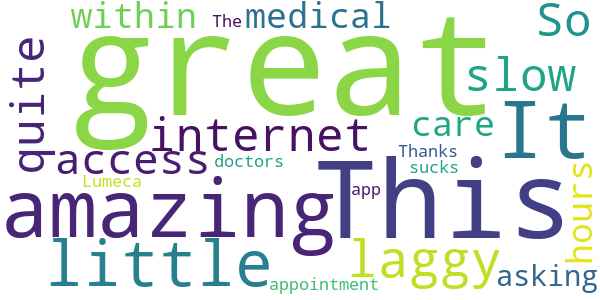 within
The
medical
great
So
quite
slow
It
internet
care
access
doctors
Thanks
sucks
This
hours
Lumeca
app
amazing
little
laggy
asking
appointment